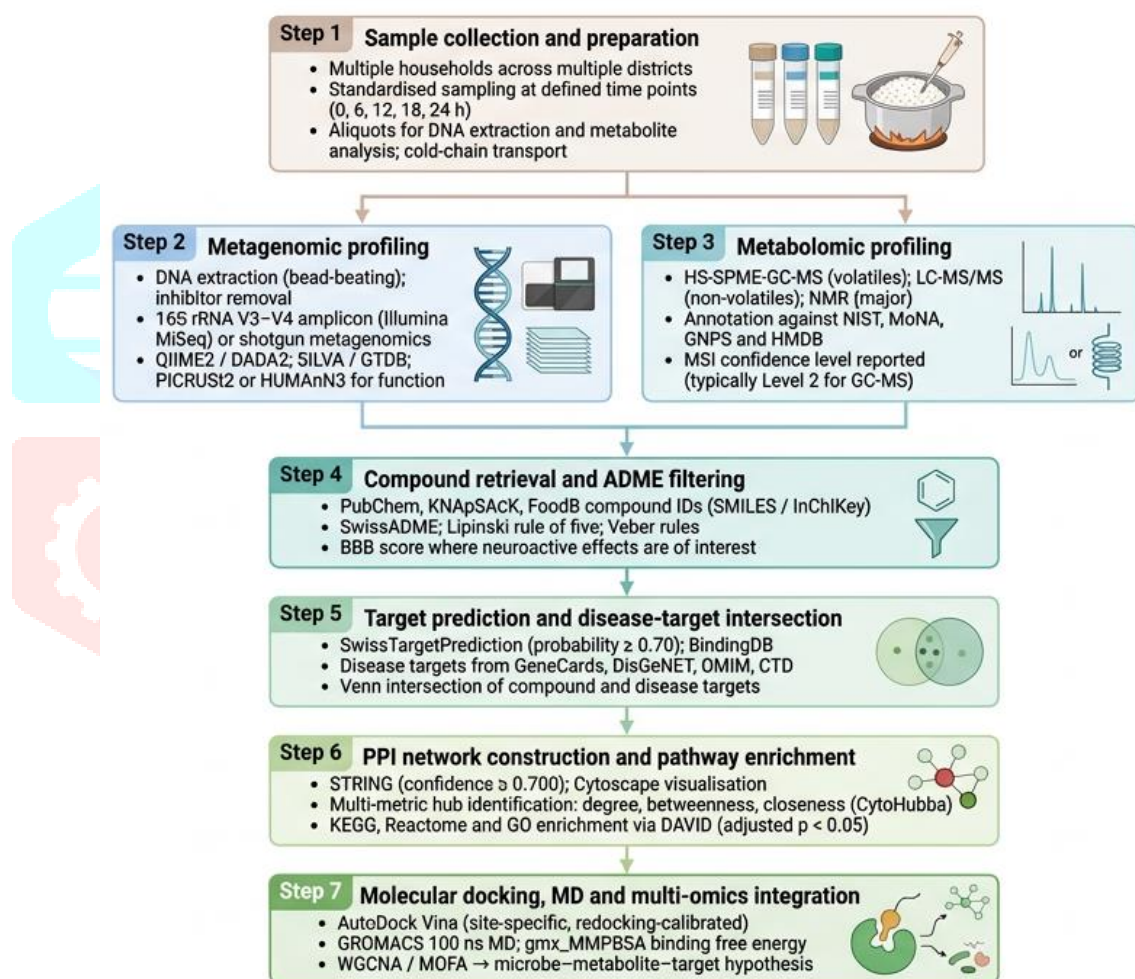 Step 1 Sample collection and preparation
• Multiple households across multiple districts
• Standardised sampling at defined time points
(0, 6, 12, 18, 24 h)
• Aliquots for DNA extraction and metabolite
analysis; cold-chain transport
Step 2 Metagenomic profiling
• DNA extraction (bead-beating);
inhibltor removal
• 165 rRNA V3–V4 amplicon (Illumina
MiSeq) or shotgun metagenomics
• QIIME2 / DADA2; 5ILVA / GTDB;
PICRUSt2 or HUMAnN3 for function
Step 3 Metabolomic profiling
• HS-SPME-GC-MS (volatiles); LC-MS/MS
(non-volatiles); NMR (major)
• Annotation against NIST, MoNA,
GNPS and HMDB
• MSI confidence level reported
(typically Level 2 for GC-MS)
or
Step 4 Compound retrieval and ADME filtering
• PubChem, KNApSAcK, FoodB compound IDs (SMILES / InChIKey)
• SwissADME; Lipinski rule of five; Veber rules
• BBB score where neuroactive effects are of interest
Step 5 Target prediction and disease-target intersection
• SwissTargetPrediction (probability ≥ 0.70); BindingDB
• Disease targets from GeneCards, DisGeNET, OMIM, CTD
• Venn intersection of compound and disease targets
Step 6 PPI network construction and pathway enrichment
• STRING (confidence ≥ 0.700); Cytoscape visualisation
• Multi-metric hub identification: degree, betweenness, closeness (CytoHubba)
• KEGG, Reactome and GO enrichment via DAVID (adjusted p < 0.05)
Step 7 Molecular docking, MD and multi-omics integration
• AutoDock Vina (site-specific, redocking-calibrated)
• GROMACS 100 ns MD; gmx_MMPBSA binding free energy
• WGCNA / MOFA → microbe–metabolite–target hypothesis